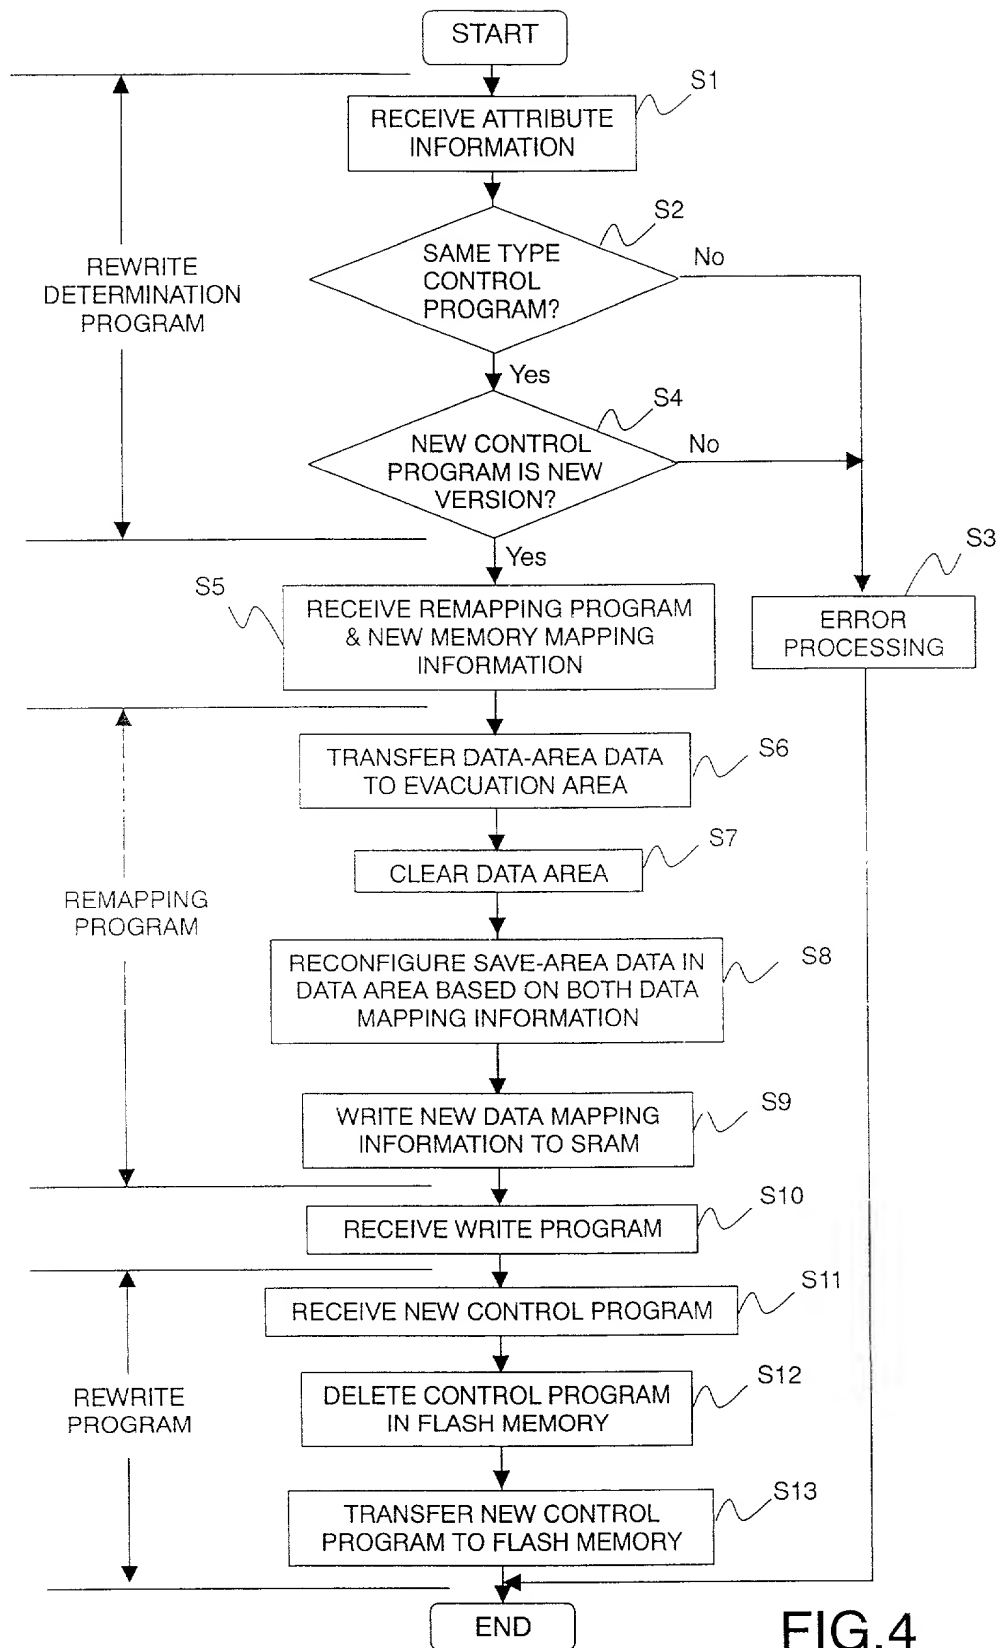 START
S1
RECEIVE ATTRIBUTE
INFORMATION
S2
SAME TYPE
CONTROL
PROGRAM?
No
REWRITE
DETERMINATION
PROGRAM
Yes
S4
NEW CONTROL
PROGRAM IS NEW
VERSION?
No
Yes
S3
ERROR
PROCESSING
S5
RECEIVE REMAPPING PROGRAM
& NEW MEMORY MAPPING
INFORMATION
S6
TRANSFER DATA-AREA DATA
TO EVACUATION AREA
S7
CLEAR DATA AREA
REMAPPING
PROGRAM
S8
RECONFIGURE SAVE-AREA DATA IN
DATA AREA BASED ON BOTH DATA
MAPPING INFORMATION
S9
WRITE NEW DATA MAPPING
INFORMATION TO SRAM
S10
RECEIVE WRITE PROGRAM
S11
RECEIVE NEW CONTROL PROGRAM
REWRITE
PROGRAM
S12
DELETE CONTROL PROGRAM
IN FLASH MEMORY
S13
TRANSFER NEW CONTROL
PROGRAM TO FLASH MEMORY
END
FIG.4